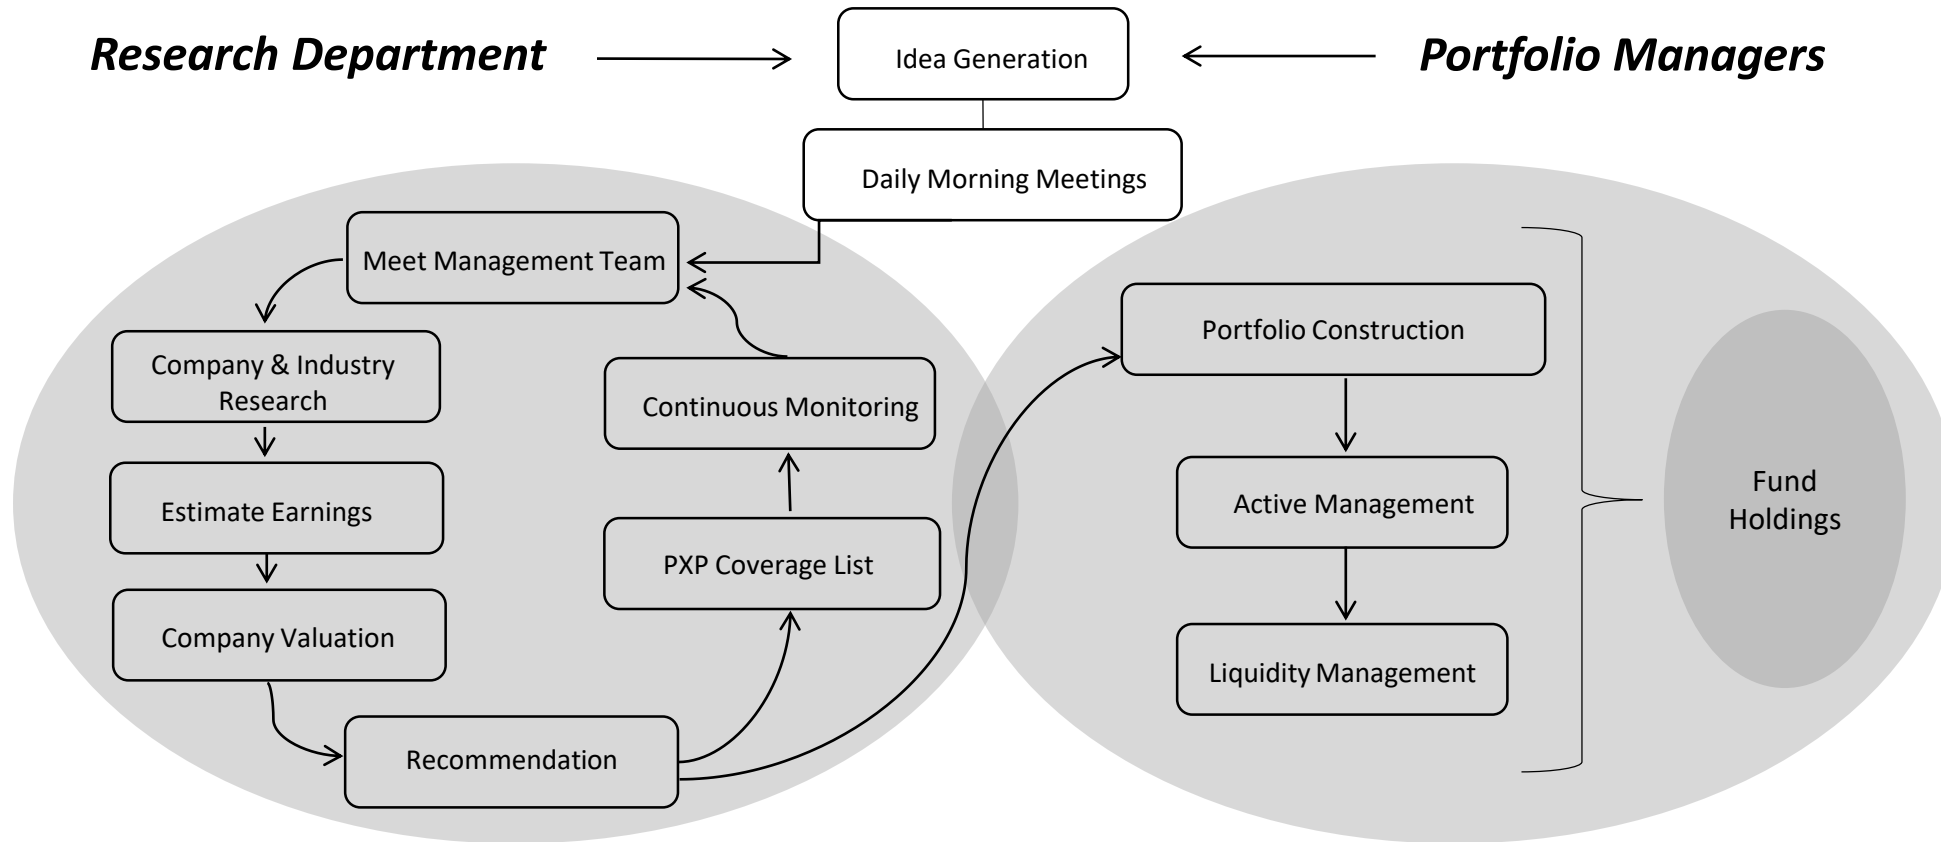 Research Department
Idea Generation
Portfolio Managers
Daily Morning Meetings
Meet Management Team
Company & Industry
Research
Estimate Earnings
Company Valuation
Recommendation
Continuous Monitoring
PXP Coverage List
Portfolio Construction
Active Management
Liquidity Management
Fund
Holdings